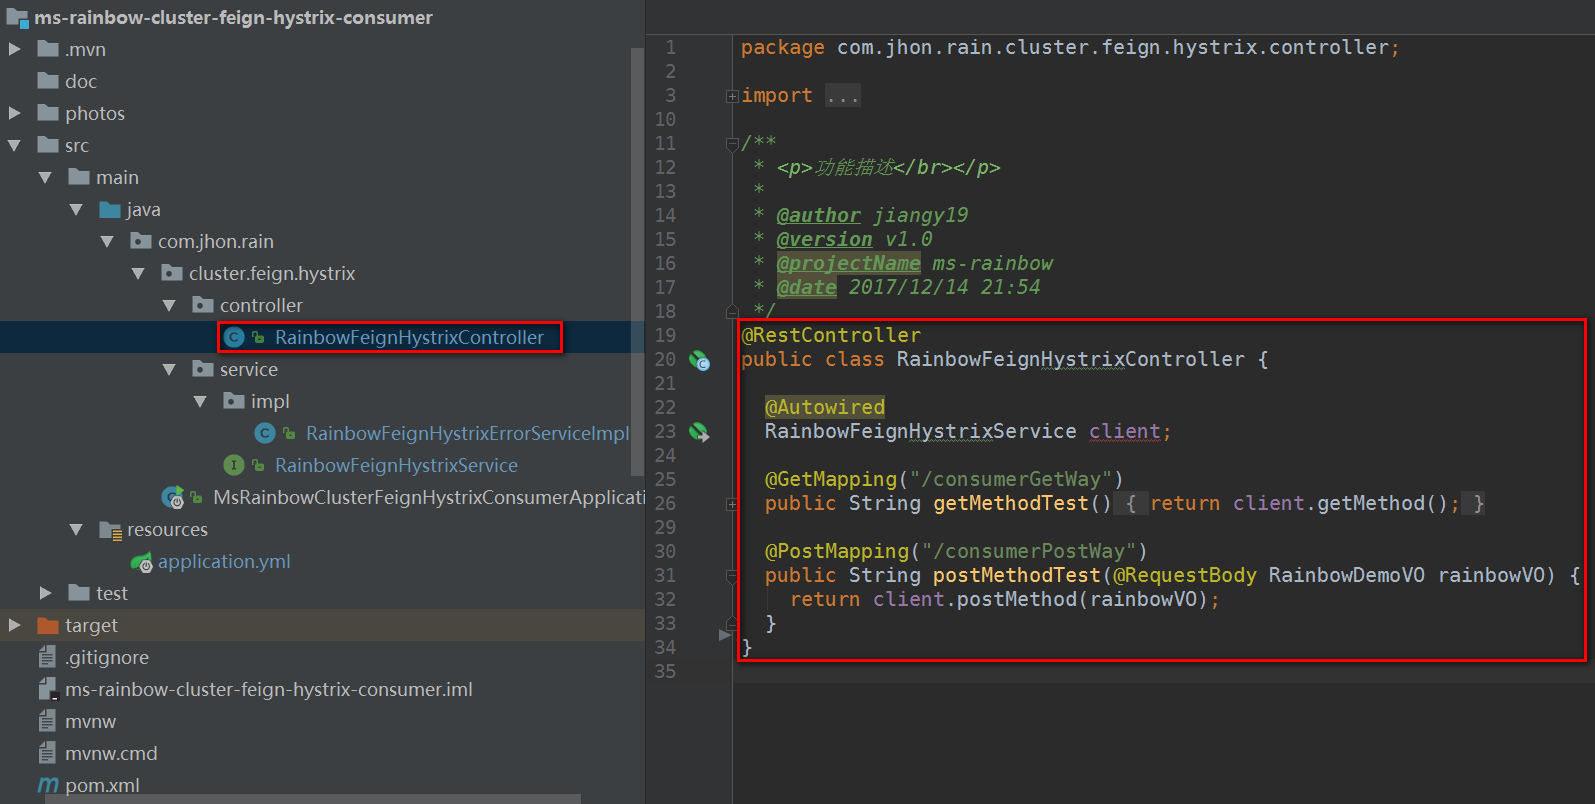 ms-rainbow-cluster-feign-hystrix-consumer
.mvn
doc
photos
src
main
java
com.jhon.rain
cluster.feign.hystrix
controller
RainbowFeignHystrixController
service
impl
RainbowFeignHystrixErrorServiceImpl
RainbowFeignHystrixService
MsRainbowClusterFeignHystrixConsumerApplicati
resources
application.yml
test
target
.gitignore
ms-rainbow-cluster-feign-hystrix-consumer.iml
mvnw
mvnw.cmd
pom.xml
1 package com.jhon.rain.cluster.feign.hystrix.controller;
2
3 import ...
10
11 /**
12 * <p>功能描述</br></p>
13 *
14 * @author jiangy19
15 * @version v1.0
16 * @projectName ms-rainbow
17 * @date 2017/12/14 21:54
18 */
19 @RestController
20 public class RainbowFeignHystrixController {
21
22 @Autowired
23 RainbowFeignHystrixService client;
24
25 @GetMapping("/consumerGetWay")
26 public String getMethodTest() { return client.getMethod(); }
29
30 @PostMapping("/consumerPostWay")
31 public String postMethodTest(@RequestBody RainbowDemoVO rainbowVO) {
32 return client.postMethod(rainbowVO);
33 }
34 }
35